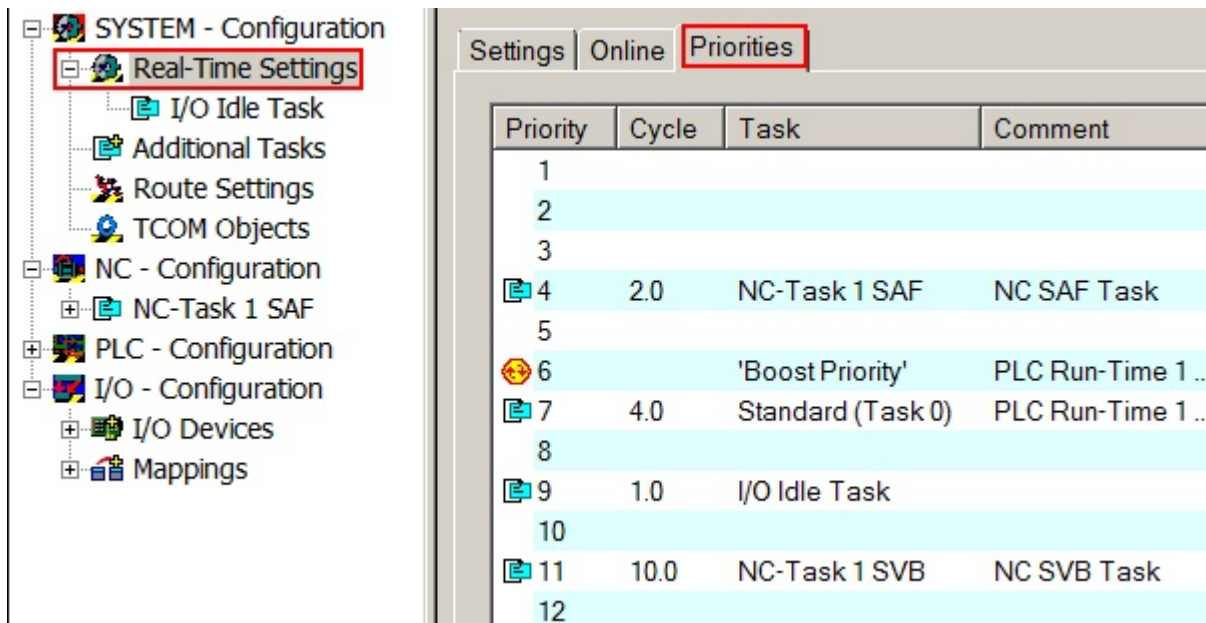 SYSTEM - Configuration
Real-Time Settings
I/O Idle Task
Additional Tasks
Route Settings
TCOM Objects
NC - Configuration
NC-Task 1 SAF
PLC - Configuration
I/O - Configuration
I/O Devices
Mappings
Settings Online Priorities
Priority Cycle Task Comment
1
2
3
4 2.0 NC-Task 1 SAF NC SAF Task
5
6 'Boost Priority' PLC Run-Time 1 ..
7 4.0 Standard (Task 0) PLC Run-Time 1 ..
8
9 1.0 I/O Idle Task
10
11 10.0 NC-Task 1 SVB NC SVB Task
12